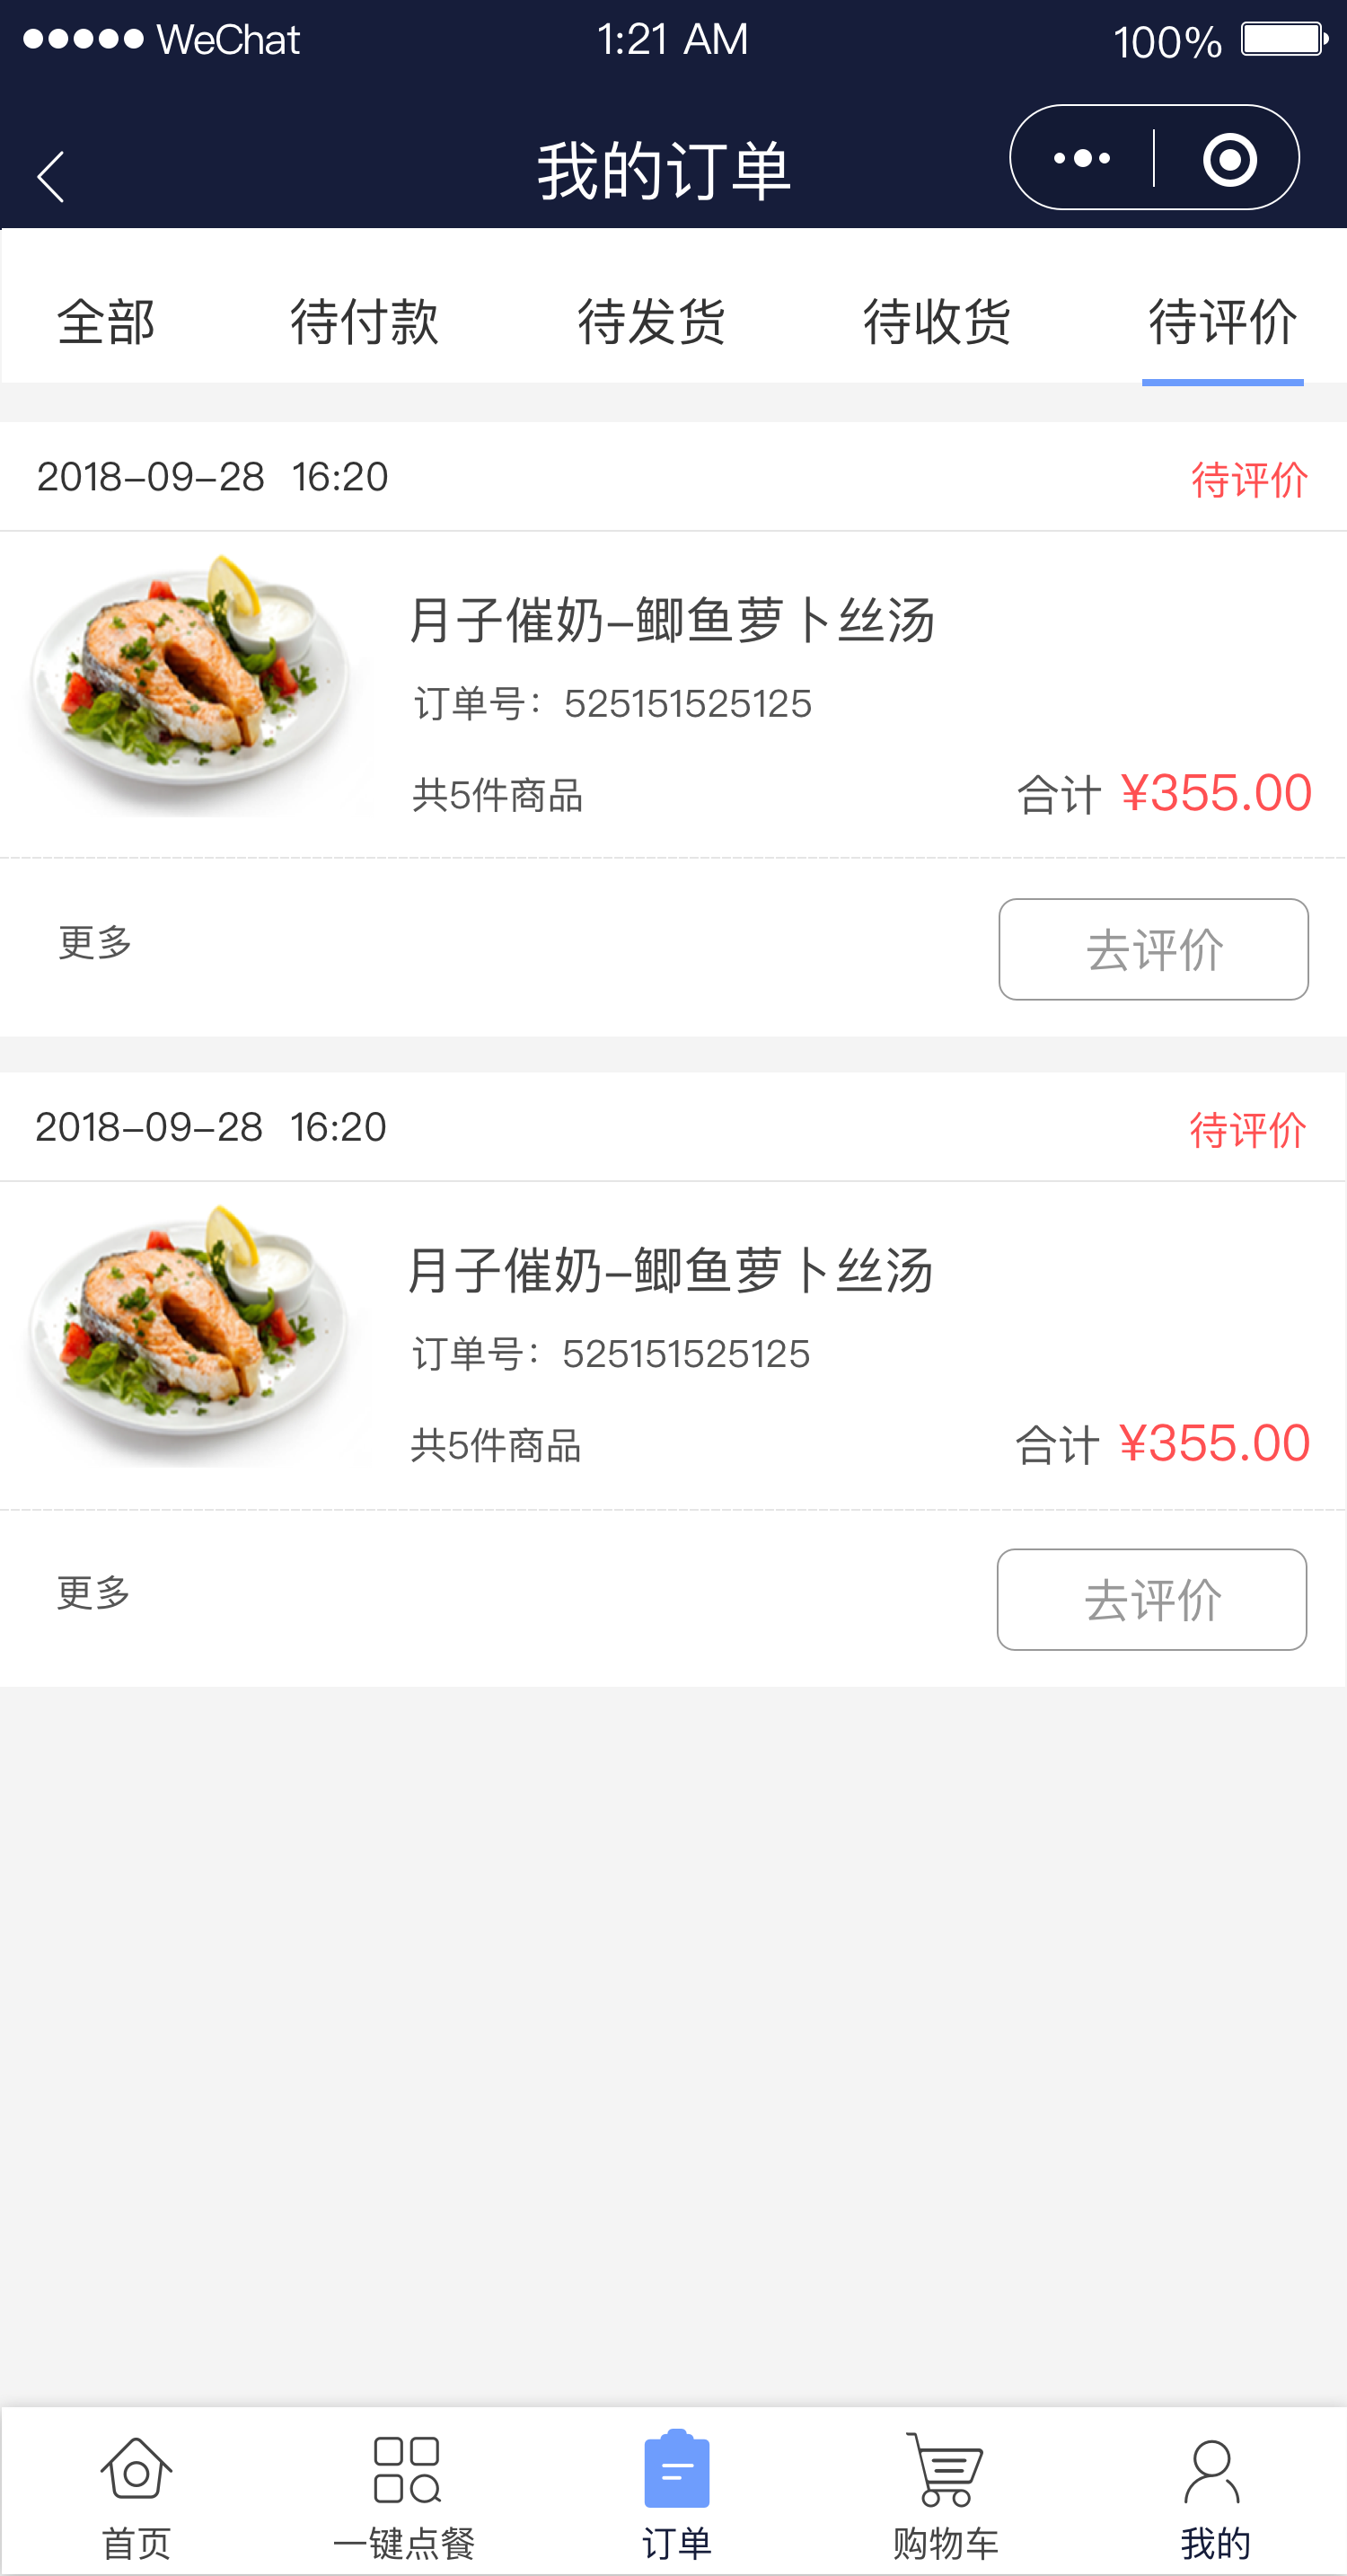 WeChat 1:21 AM 100%
我的订单
全部 待付款 待发货 待收货 待评价
2018-09-28 16:20 待评价
月子催奶-鲫鱼萝卜丝汤
订单号：525151525125
共5件商品 合计 ¥355.00
更多 去评价
2018-09-28 16:20 待评价
月子催奶-鲫鱼萝卜丝汤
订单号：525151525125
共5件商品 合计 ¥355.00
更多 去评价
首页 一键点餐 订单 购物车 我的